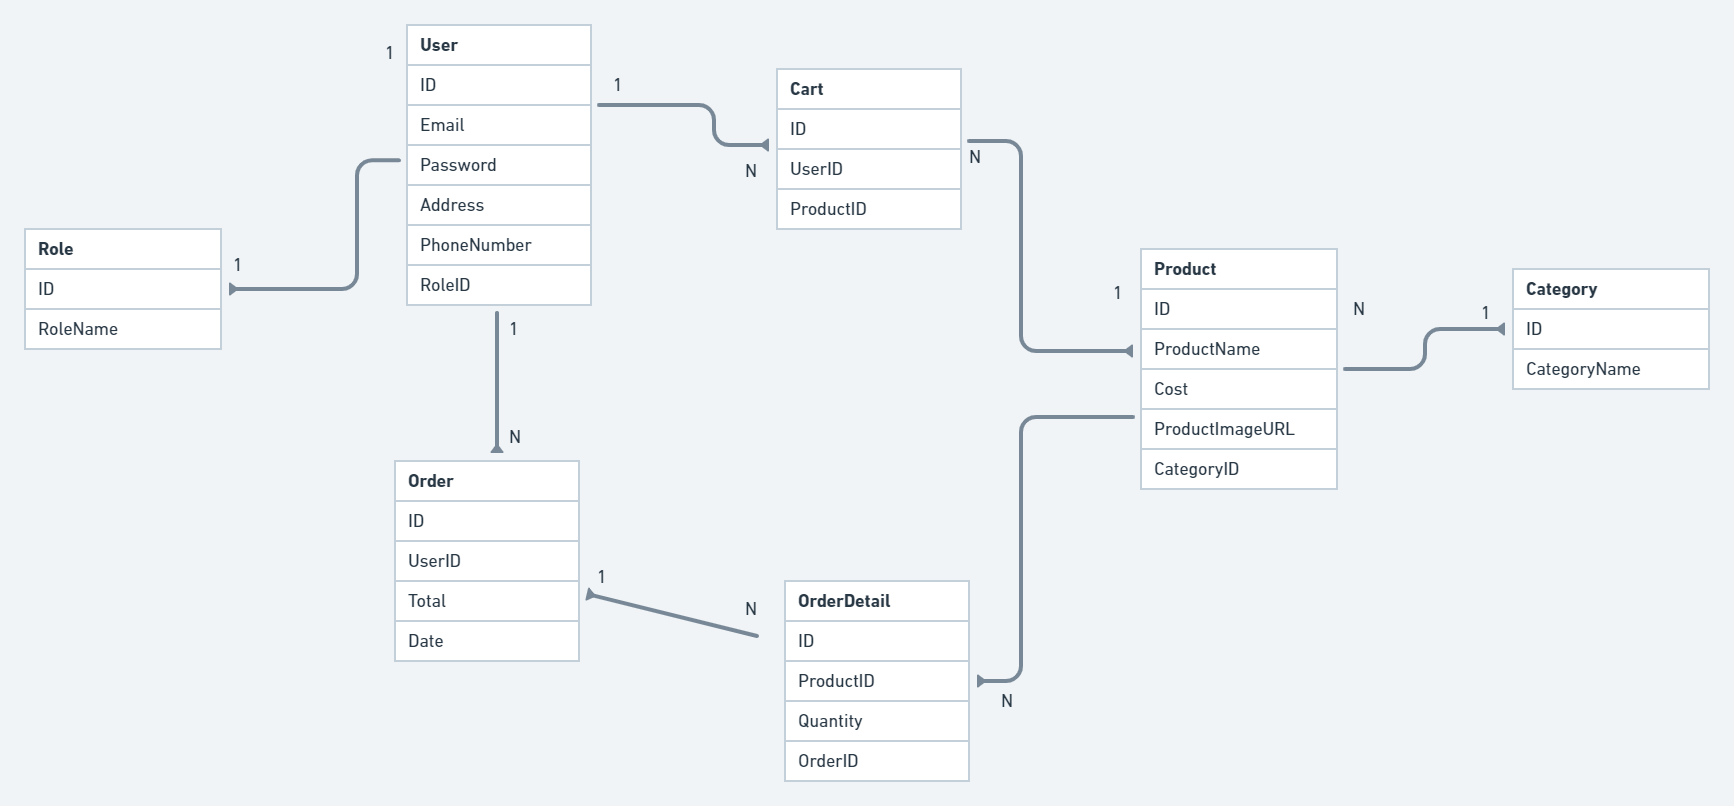 1
User
ID
Email
Password
Address
PhoneNumber
RoleID
1
N
Cart
ID
UserID
ProductID
N
Role
ID
RoleName
1
1
N
1
Product
ID
ProductName
Cost
ProductImageURL
CategoryID
N
1
Category
ID
CategoryName
Order
ID
UserID
Total
Date
1
N
OrderDetail
ID
ProductID
Quantity
OrderID
N